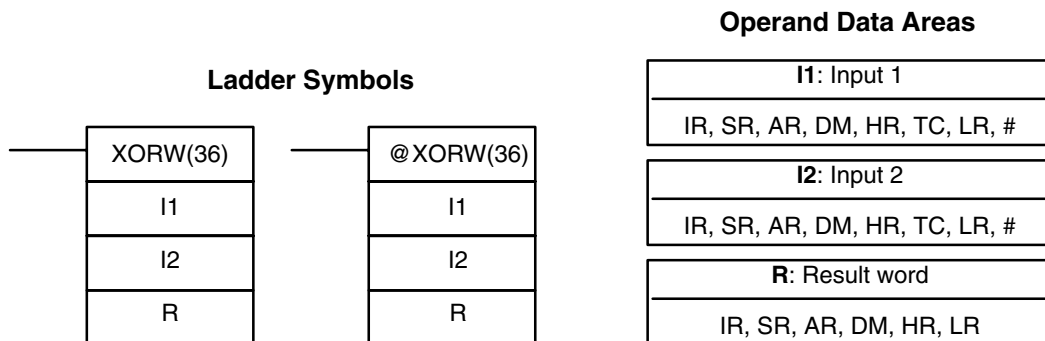 Ladder Symbols
XORW(36)
I1
I2
R
@XORW(36)
I1
I2
R
Operand Data Areas
I1: Input 1
IR, SR, AR, DM, HR, TC, LR, #
I2: Input 2
IR, SR, AR, DM, HR, TC, LR, #
R: Result word
IR, SR, AR, DM, HR, LR